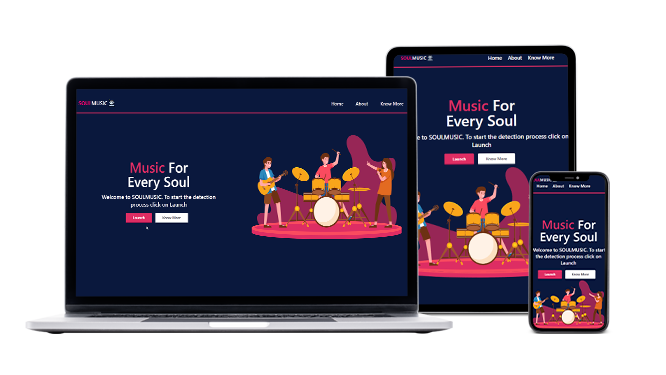 SOULMUSIC
Home About Know More
Music For
Every Soul
Welcome to SOULMUSIC. To start the detection
process click on Launch
Launch Know More
SOULMUSIC
Home About Know More
Music For
Every Soul
to SOULMUSIC. To start the detection process click on
Launch
Launch Know More
MUSIC
Home About Know More
Music For
Every Soul
Welcome to SOULMUSIC. To start
the detection process click on
Launch
Launch Know More